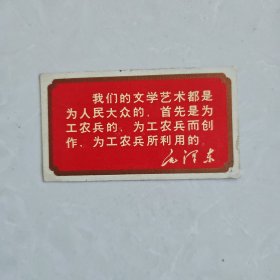 我们的文学艺术都是
为人民大众的，首先是为
工农兵的，为工农兵而创
作，为工农兵所利用的。
毛泽东